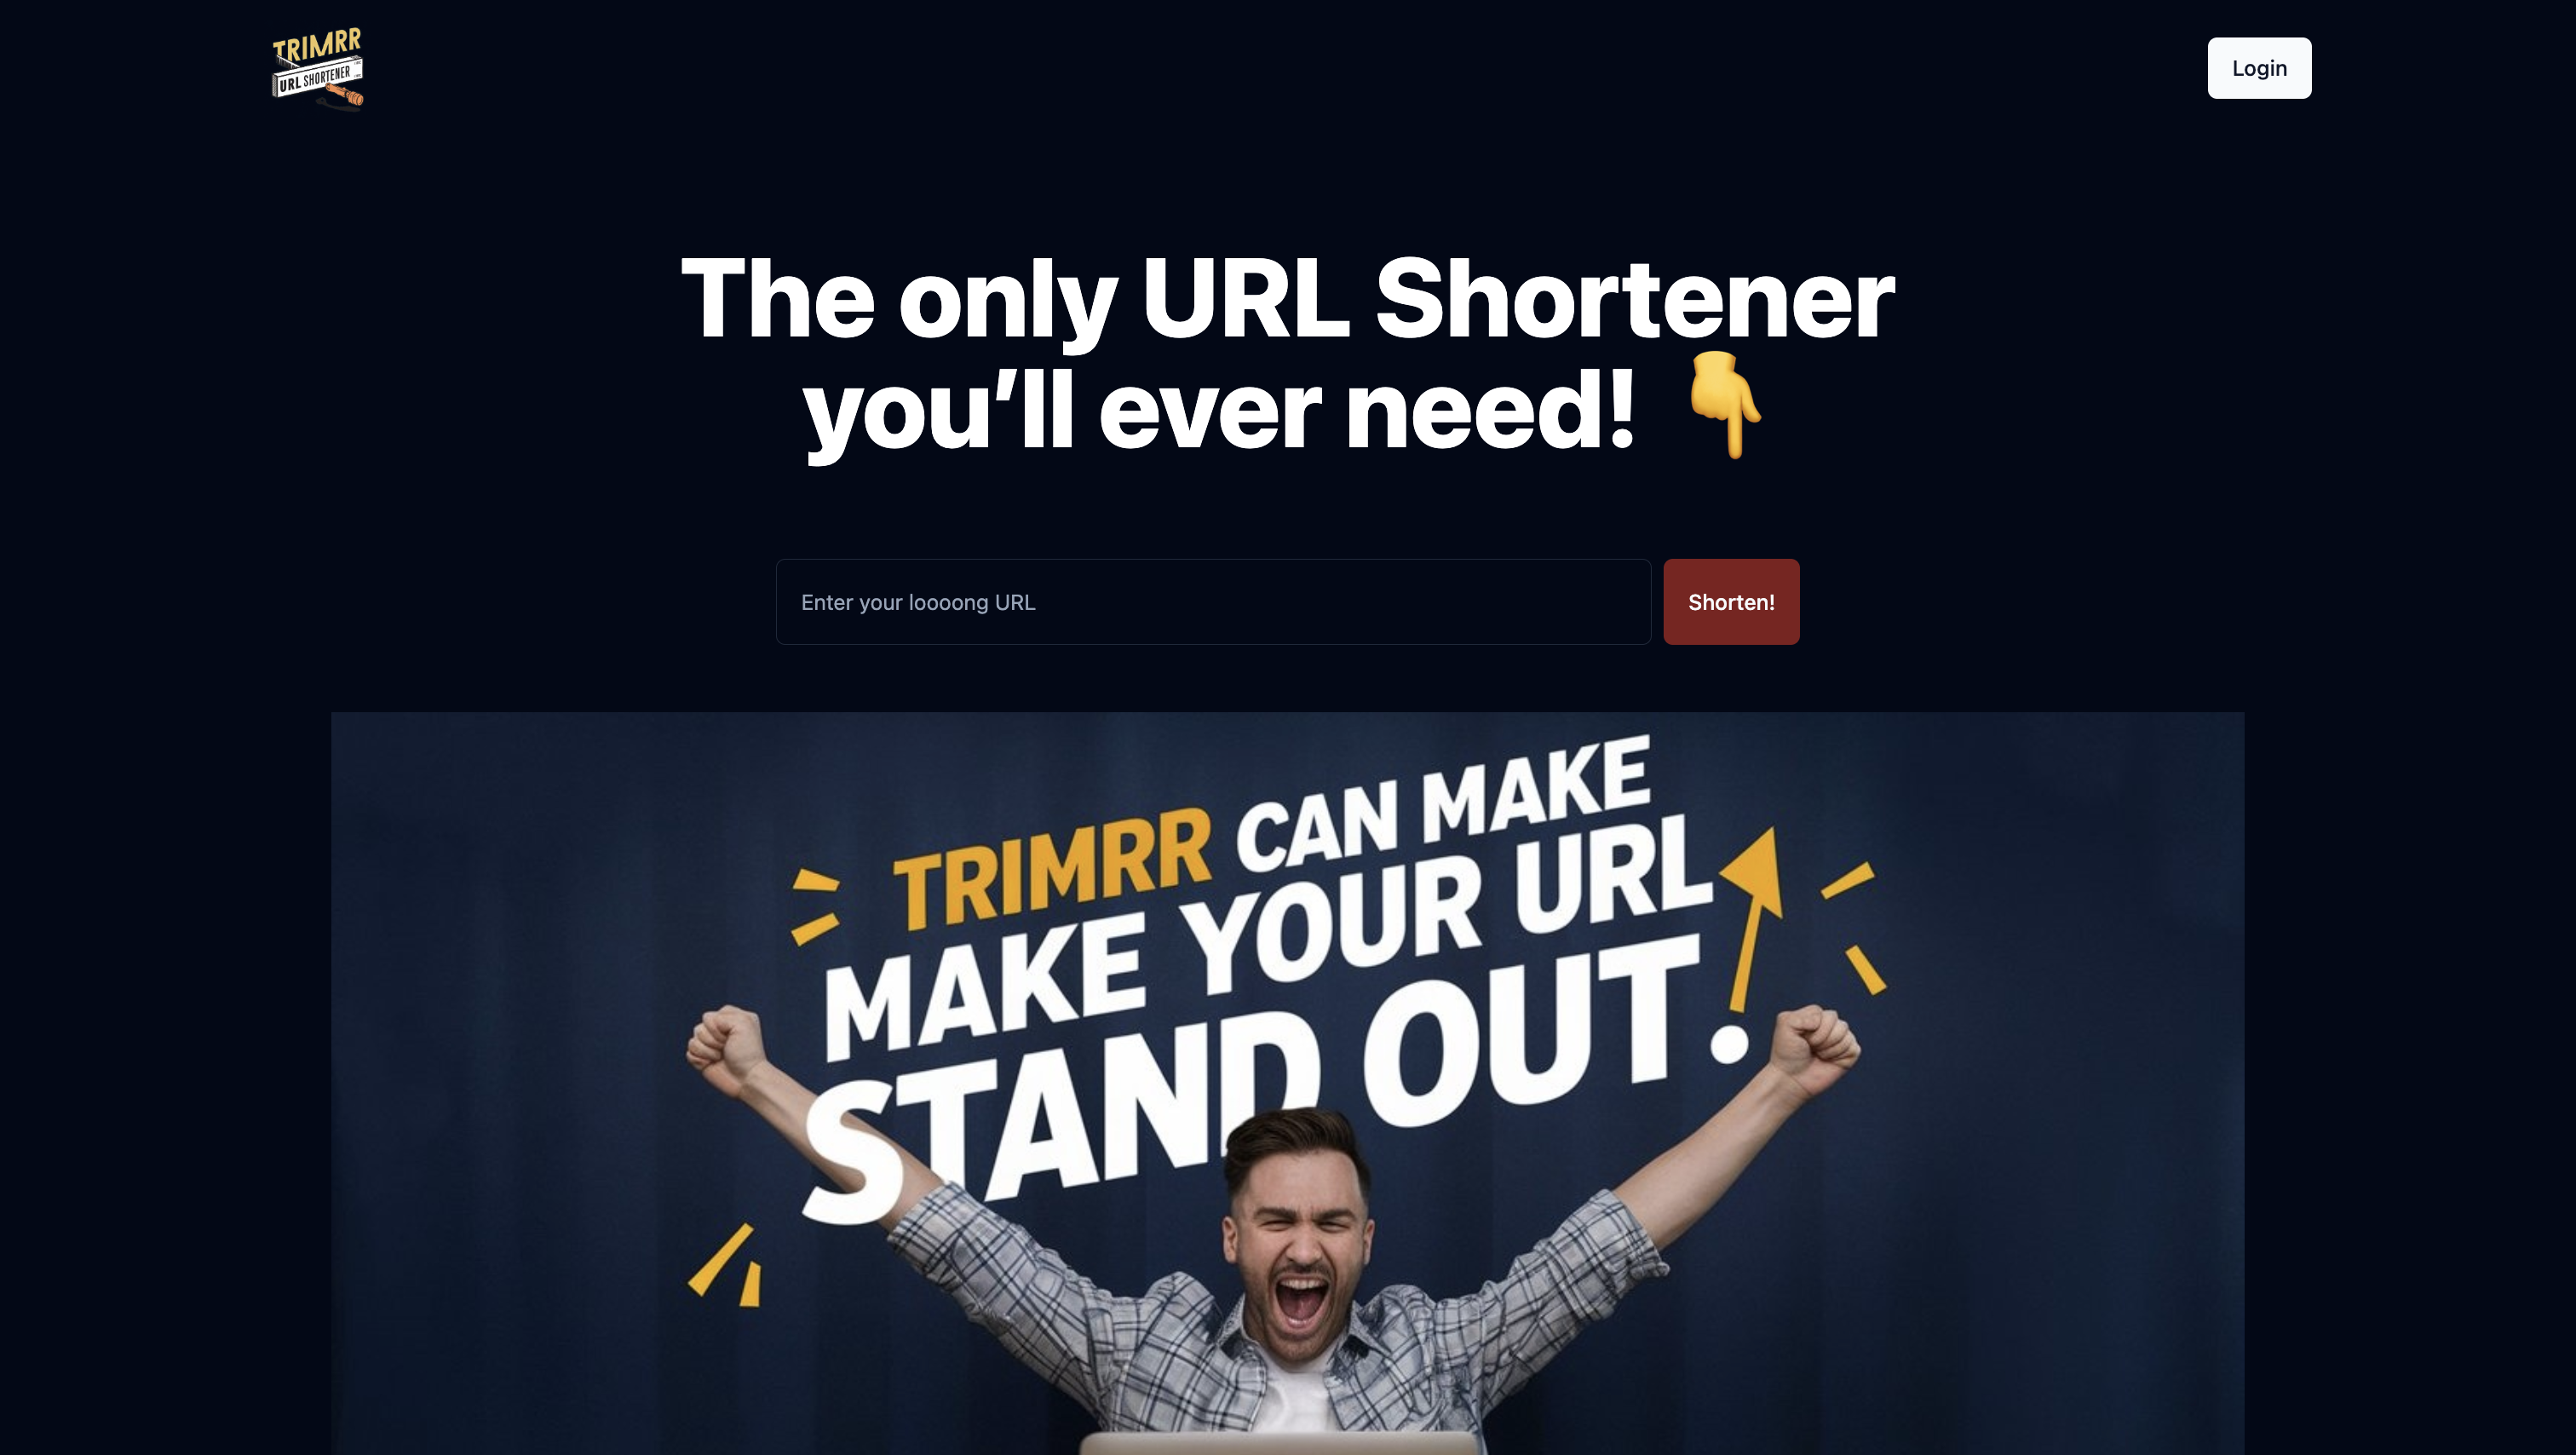 TRIMRR
URL SHORTENER
Login
The only URL Shortener
you’ll ever need! 👇
Enter your loooong URL
Shorten!
TRIMRR CAN MAKE
MAKE YOUR URL
STAND OUT.